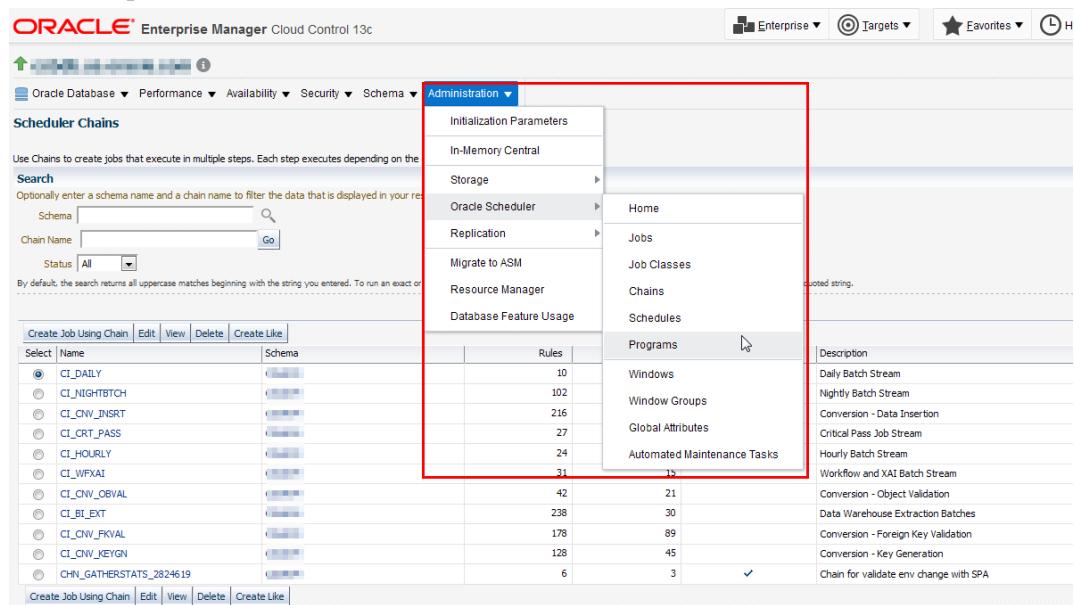 ORACLE® Enterprise Manager Cloud Control 13c
Enterprise ▼ Targets ▼ Favorites ▼ H
Oracle Database ▼ Performance ▼ Availability ▼ Security ▼ Schema ▼ Administration ▼
Scheduler Chains
Use Chains to create jobs that execute in multiple steps. Each step executes depending on the
Search
Optionally enter a schema name and a chain name to filter the data that is displayed in your res
Schema
Chain Name Go
Status All
By default, the search returns all uppercase matches beginning with the string you entered. To run an exact or
quoted string.
Initialization Parameters
In-Memory Central
Storage
Oracle Scheduler
Replication
Migrate to ASM
Resource Manager
Database Feature Usage
Home
Jobs
Job Classes
Chains
Schedules
Programs
Windows
Window Groups
Global Attributes
Automated Maintenance Tasks
Create Job Using Chain Edit View Delete Create Like
Select Name Schema Rules Description
CI_DAILY 10 Daily Batch Stream
CI_NIGHTBTCH 102 Nightly Batch Stream
CI_CNV_INSRT 216 Conversion - Data Insertion
CI_CRT_PASS 27 Critical Pass Job Stream
CI_HOURLY 24 Hourly Batch Stream
CI_WFXAI 31 15 Workflow and XAI Batch Stream
CI_CNV_OBVAL 42 21 Conversion - Object Validation
CI_BI_EXT 238 30 Data Warehouse Extraction Batches
CI_CNV_FKVAL 178 89 Conversion - Foreign Key Validation
CI_CNV_KEYGN 128 45 Conversion - Key Generation
CHN_GATHERSTATS_2824619 6 3 ✓ Chain for validate env change with SPA
Create Job Using Chain Edit View Delete Create Like